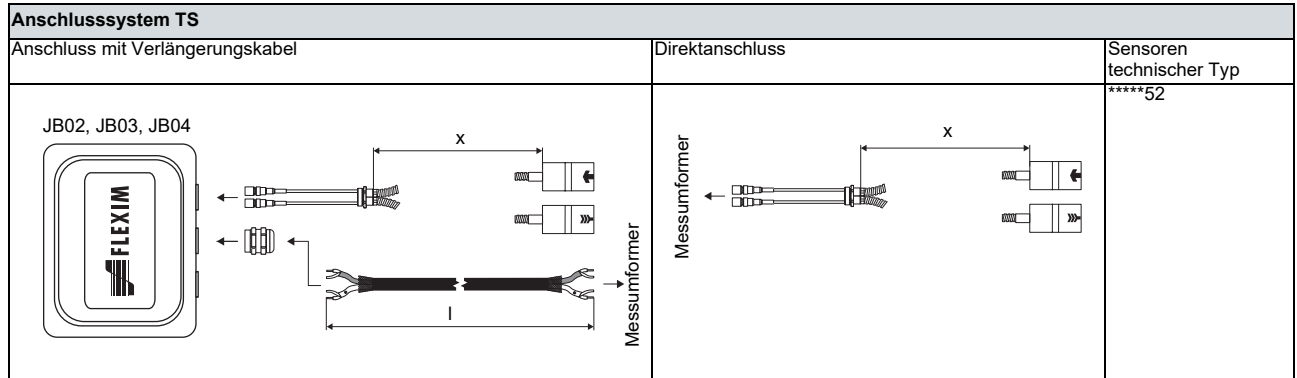 Anschlusssystem TS
Anschluss mit Verlängerungskabel
Direktanschluss
Sensoren
technischer Typ
*****52
JB02, JB03, JB04
x
FLEXIM
l
Messumformer
x
Messumformer